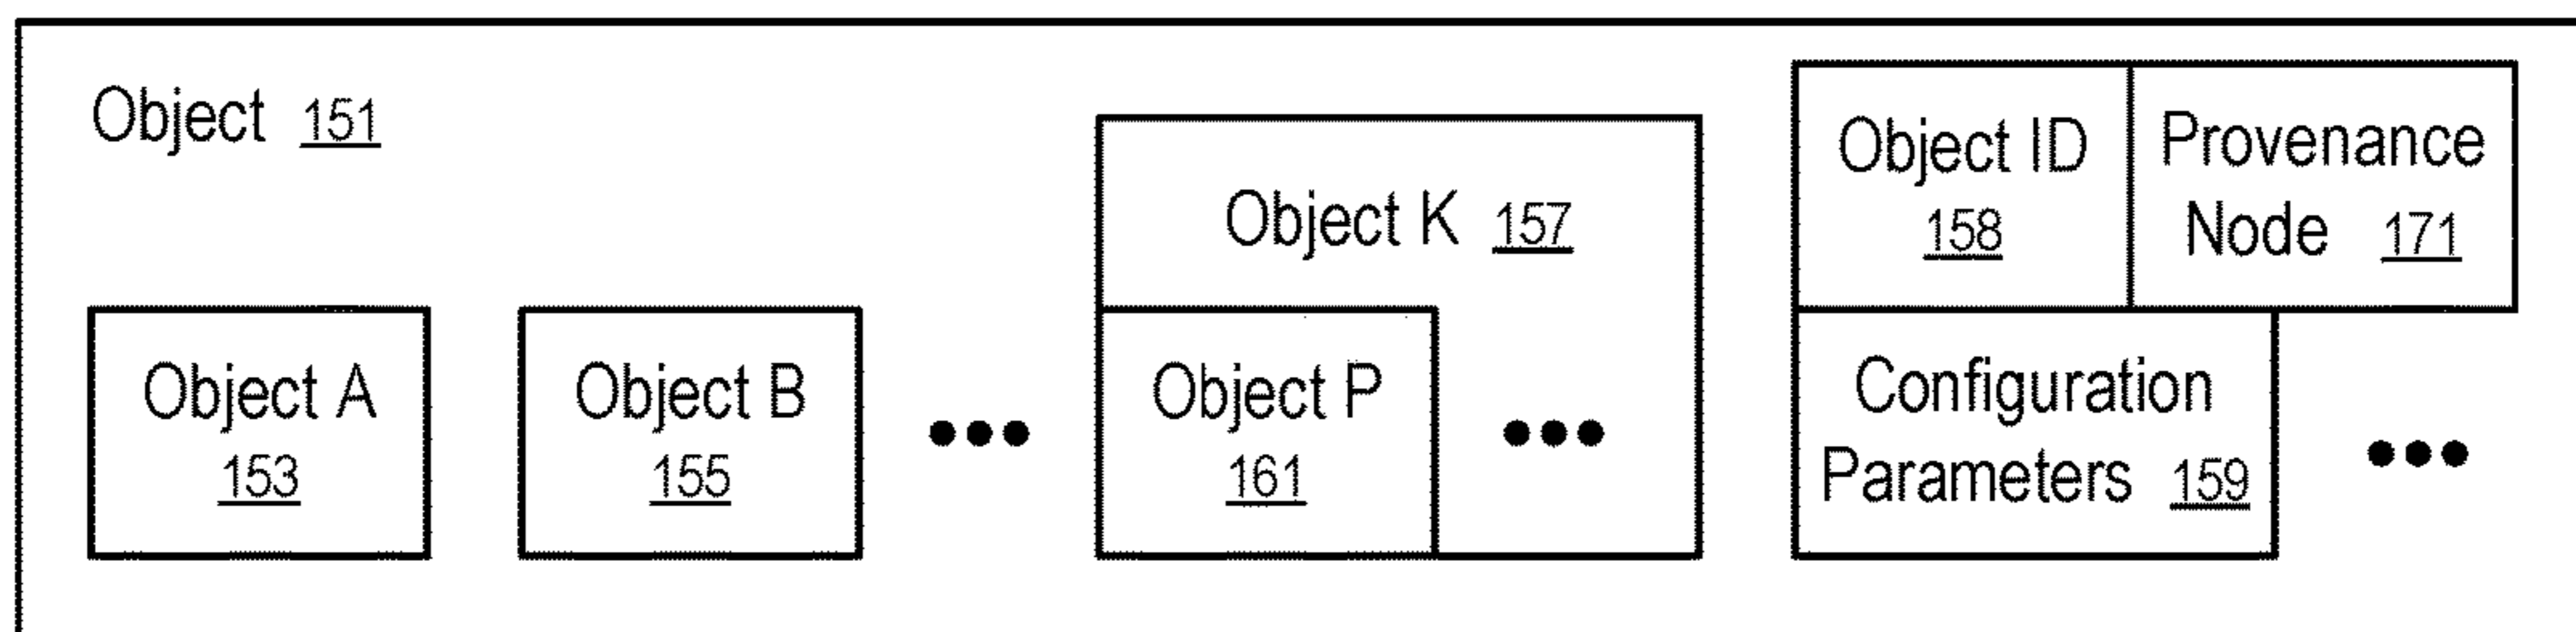 Object 151
Object A
153
Object B
155
Object K 157
Object P
161
Object ID
158
Provenance
Node 171
Configuration
Parameters 159